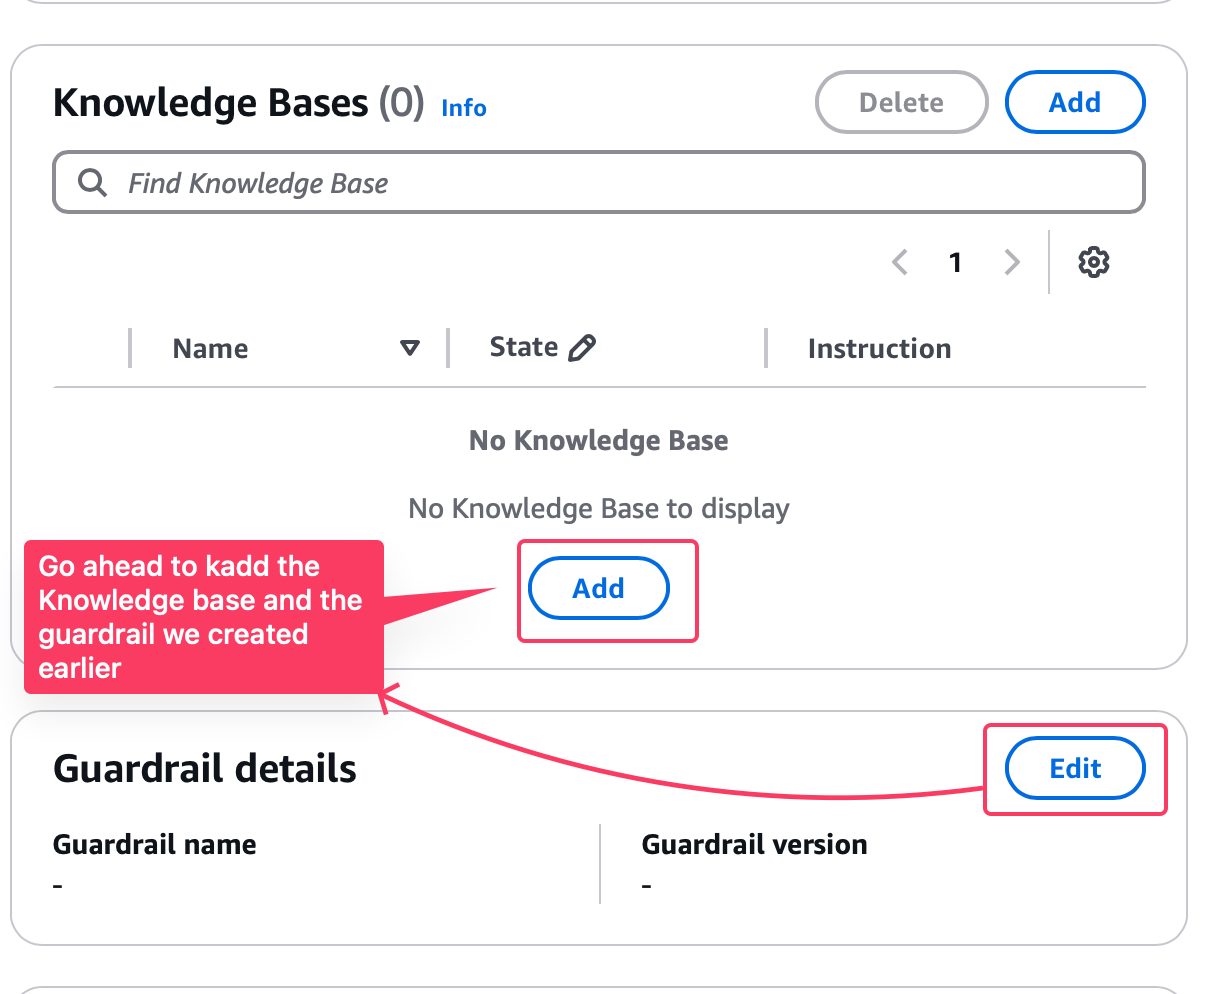 Knowledge Bases (0) Info
Delete
Add
Find Knowledge Base
1
Name
State
Instruction
No Knowledge Base
No Knowledge Base to display
Add
Go ahead to kadd the
Knowledge base and the
guardrail we created
earlier
Guardrail details
Edit
Guardrail name
-
Guardrail version
-